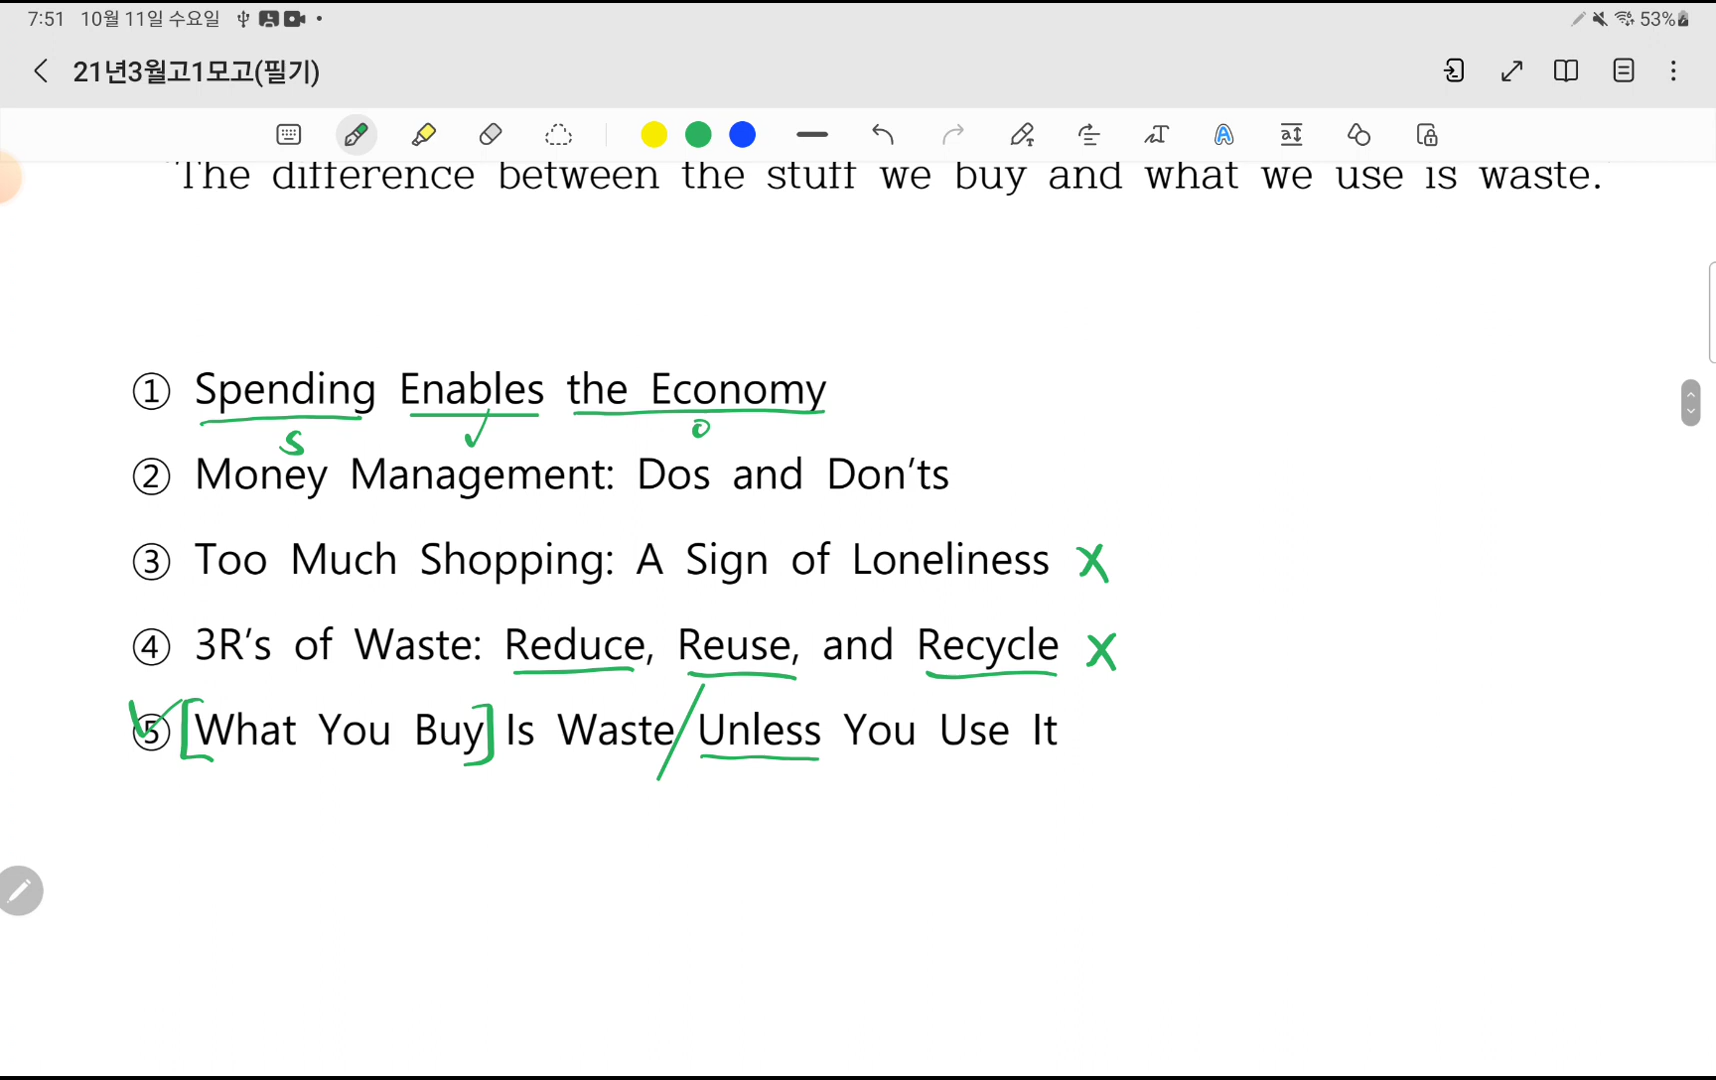 7:51 10월 11일 수요일 53%
21년3월고1모고(필기)
"The difference between the stuff we buy and what we use is waste.
① Spending Enables the Economy
S V O
② Money Management: Dos and Don'ts
③ Too Much Shopping: A Sign of Loneliness X
④ 3R's of Waste: Reduce, Reuse, and Recycle X
⑤ [What You Buy] Is Waste / Unless You Use It